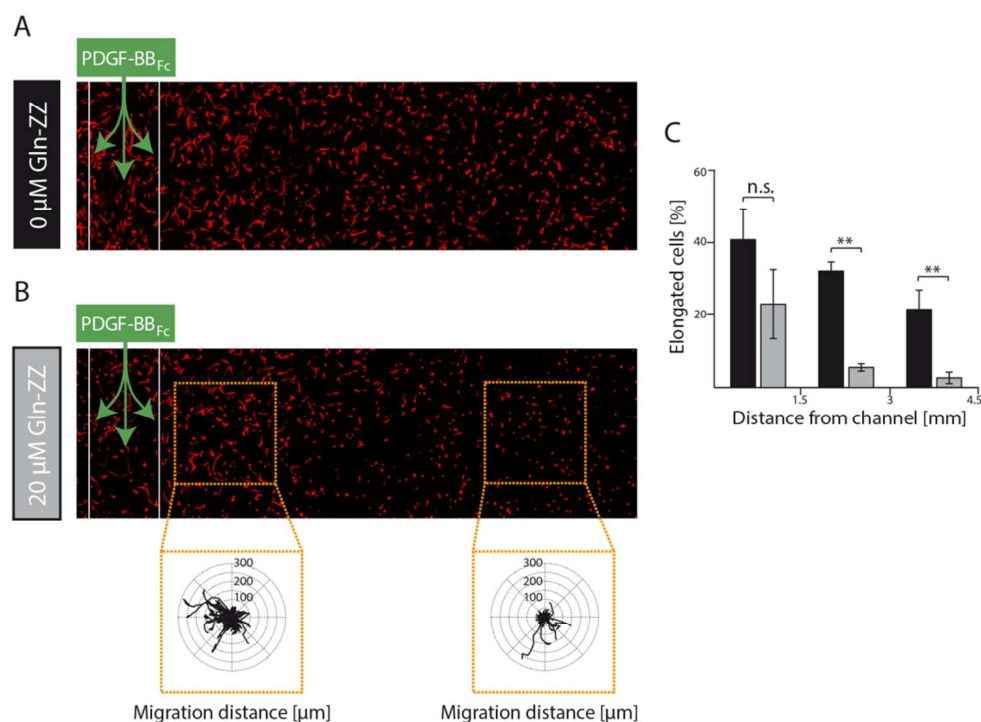 A
PDGF-BBFc
0 µM Gln-ZZ
B
PDGF-BBFc
20 µM Gln-ZZ
300
200
100
300
200
100
Migration distance [µm]
Migration distance [µm]
C
60
40
20
n.s.
**
**
1.5
3
4.5
Elongated cells [%]
Distance from channel [mm]